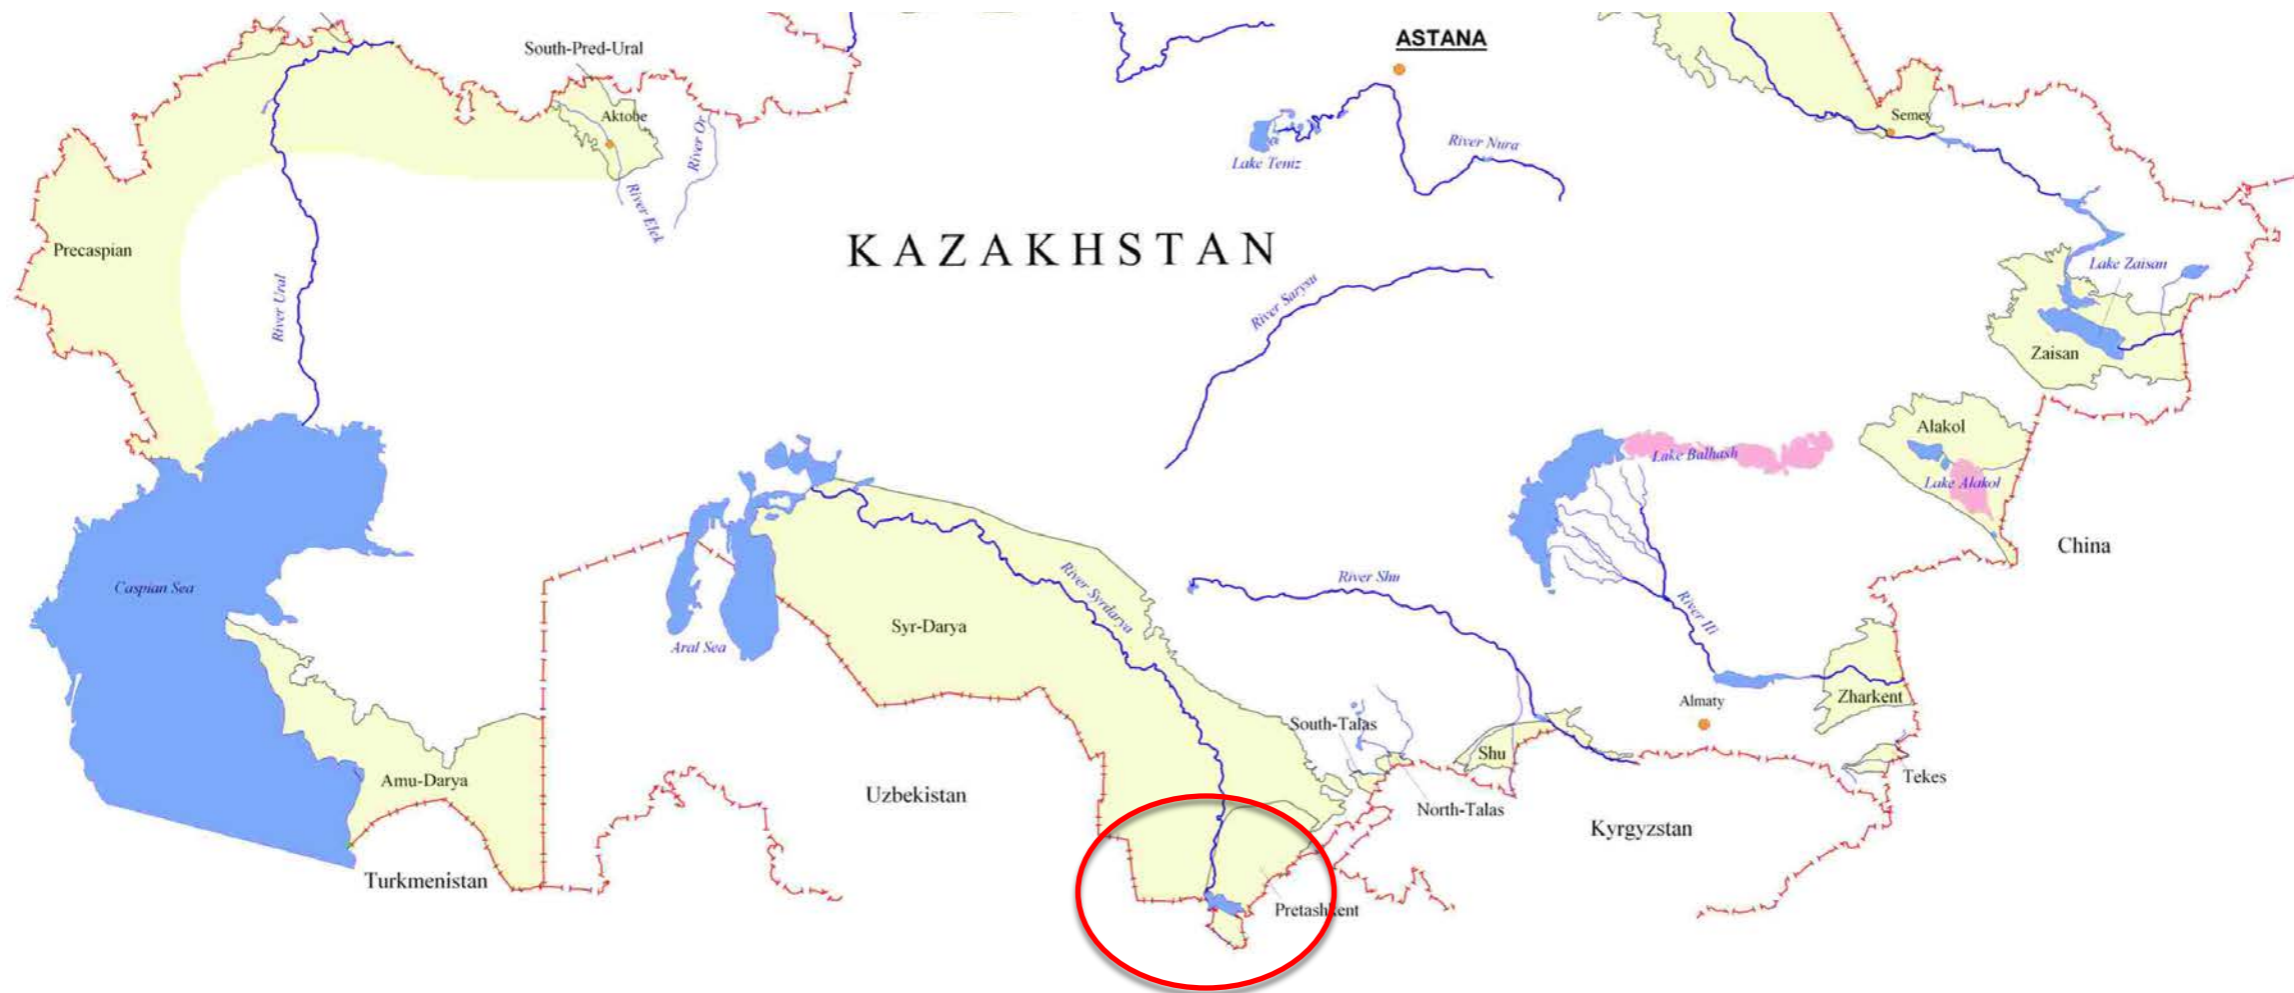 ASTANA
South-Pred-Ural
Aktobe
River Or
River Elek
Semey
River Nura
Lake Teniz
KAZAKHSTAN
Precaspian
River Ural
River Sarysu
Lake Zaisan
Zaisan
Alakol
Lake Balhash
Lake Alakol
China
Caspian Sea
River Syrdarya
River Shu
River Ili
Syr-Darya
Aral Sea
Zharkent
Almaty
South-Talas
Shu
Tekes
Amu-Darya
Uzbekistan
North-Talas
Kyrgyzstan
Turkmenistan
Pretashkent